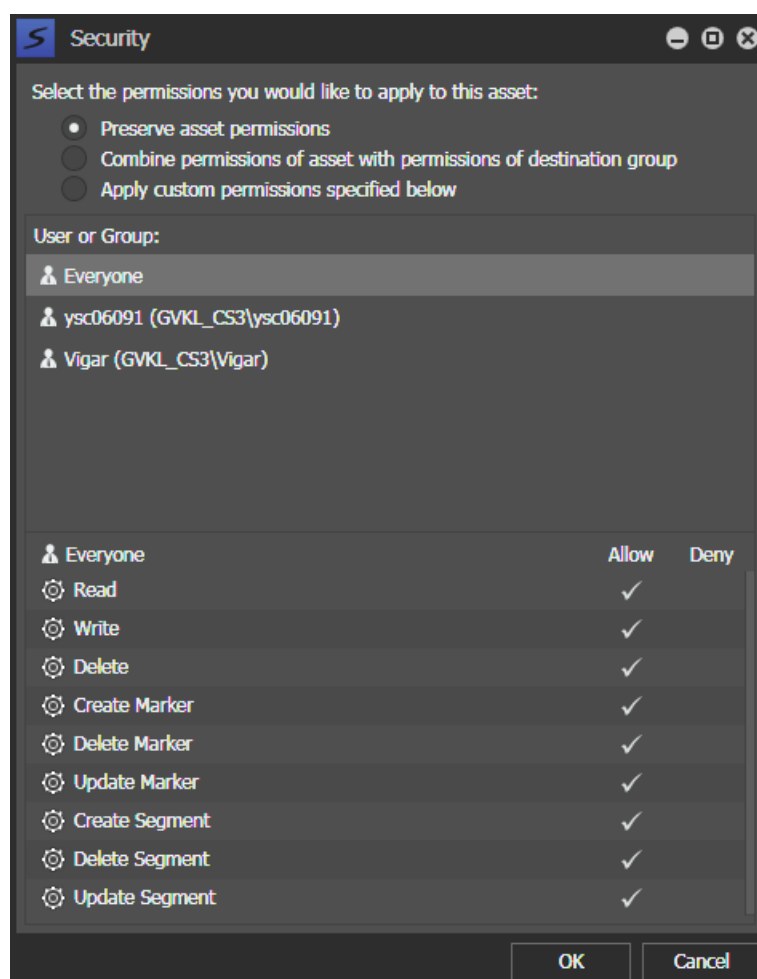 S Security
Select the permissions you would like to apply to this asset:
Preserve asset permissions
Combine permissions of asset with permissions of destination group
Apply custom permissions specified below
User or Group:
Everyone
ysc06091 (GVKL_CS3\ysc06091)
Vigar (GVKL_CS3\Vigar)
Everyone Allow Deny
Read
Write
Delete
Create Marker
Delete Marker
Update Marker
Create Segment
Delete Segment
Update Segment
OK Cancel